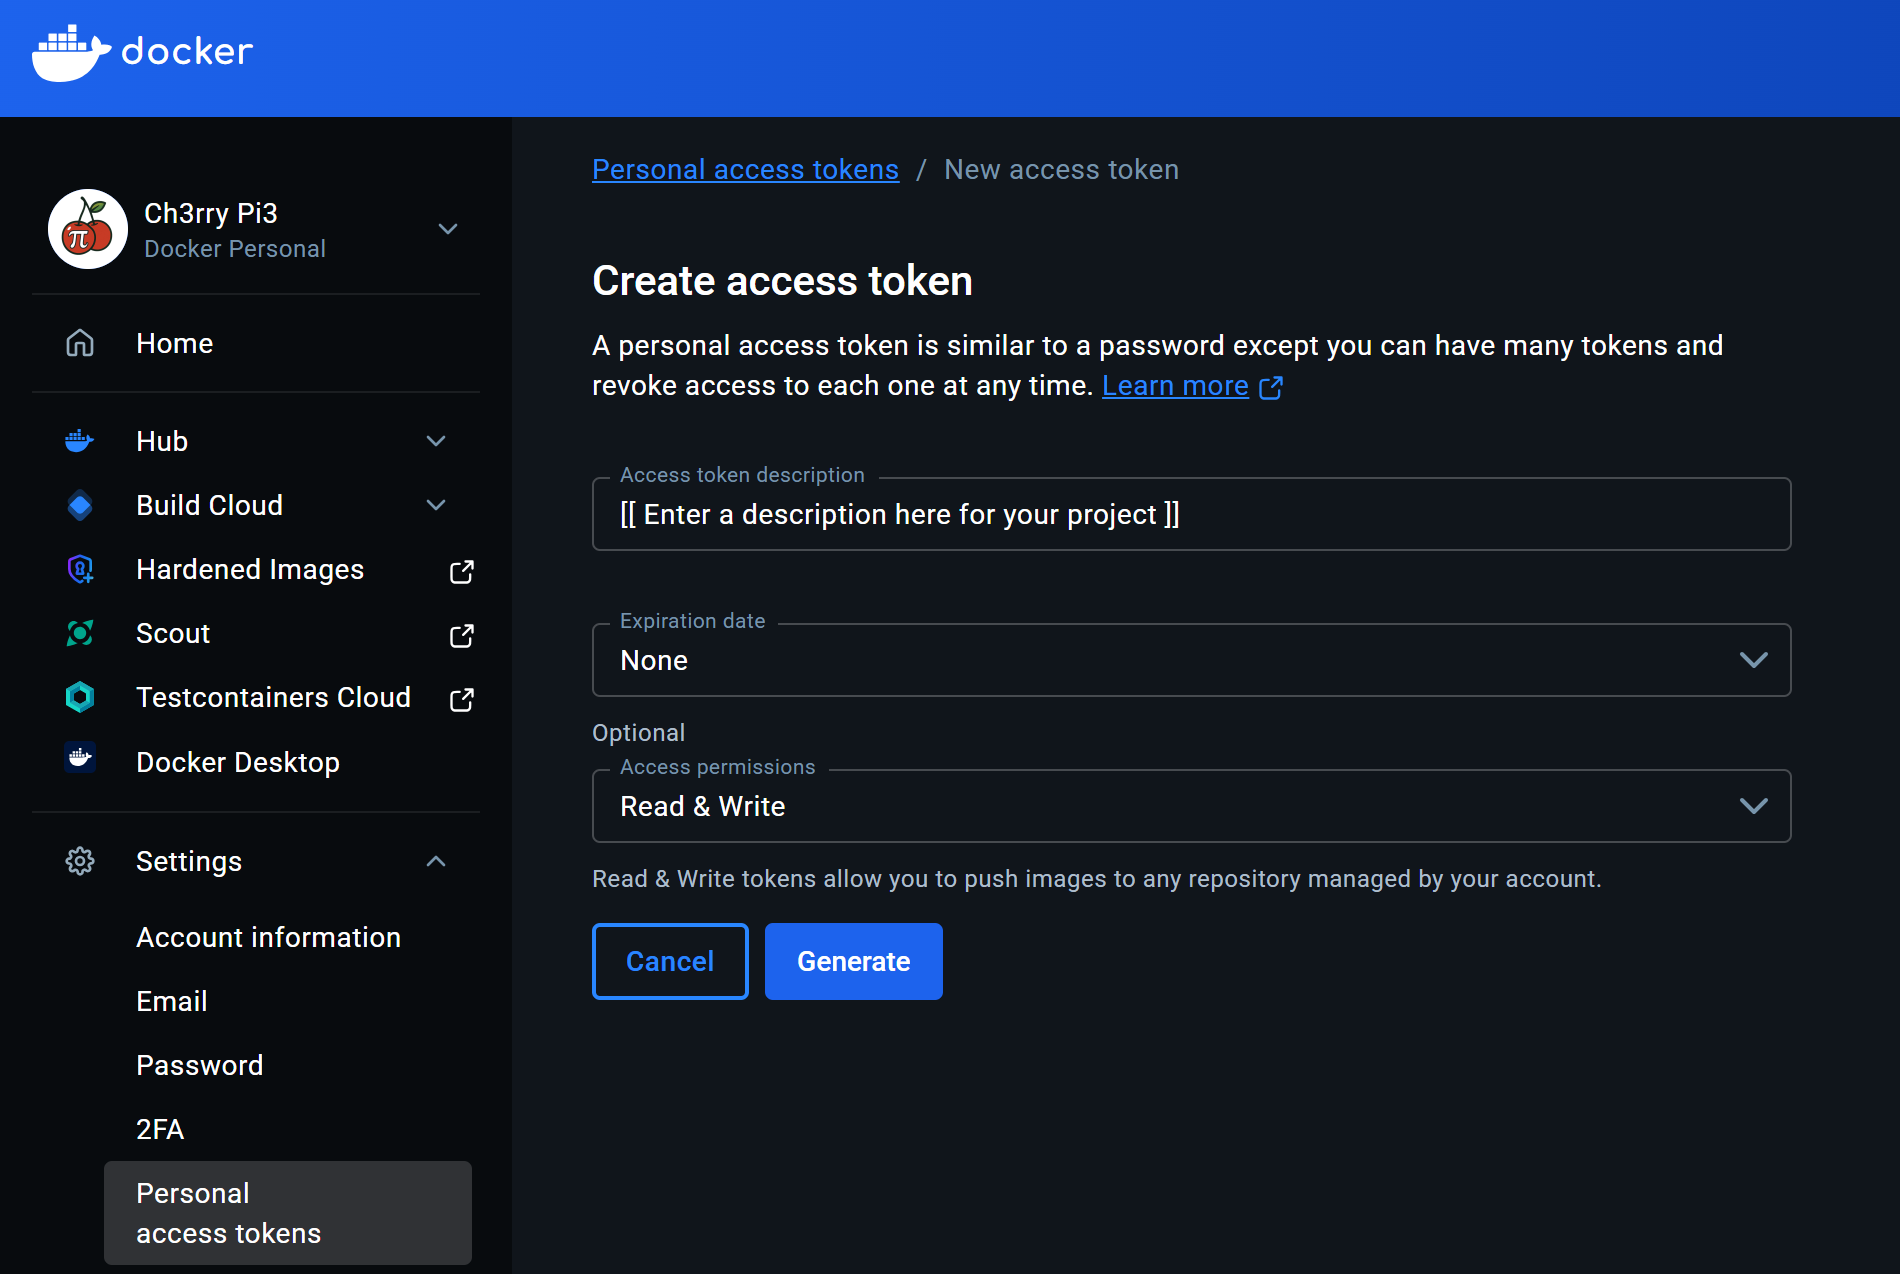 docker
Ch3rry Pi3
Docker Personal
Home
Hub
Build Cloud
Hardened Images
Scout
Testcontainers Cloud
Docker Desktop
Settings
Account information
Email
Password
2FA
Personal
access tokens
Personal access tokens / New access token
Create access token
A personal access token is similar to a password except you can have many tokens and
revoke access to each one at any time. Learn more
Access token description
[[ Enter a description here for your project ]]
Expiration date
None
Optional
Access permissions
Read & Write
Read & Write tokens allow you to push images to any repository managed by your account.
Cancel
Generate